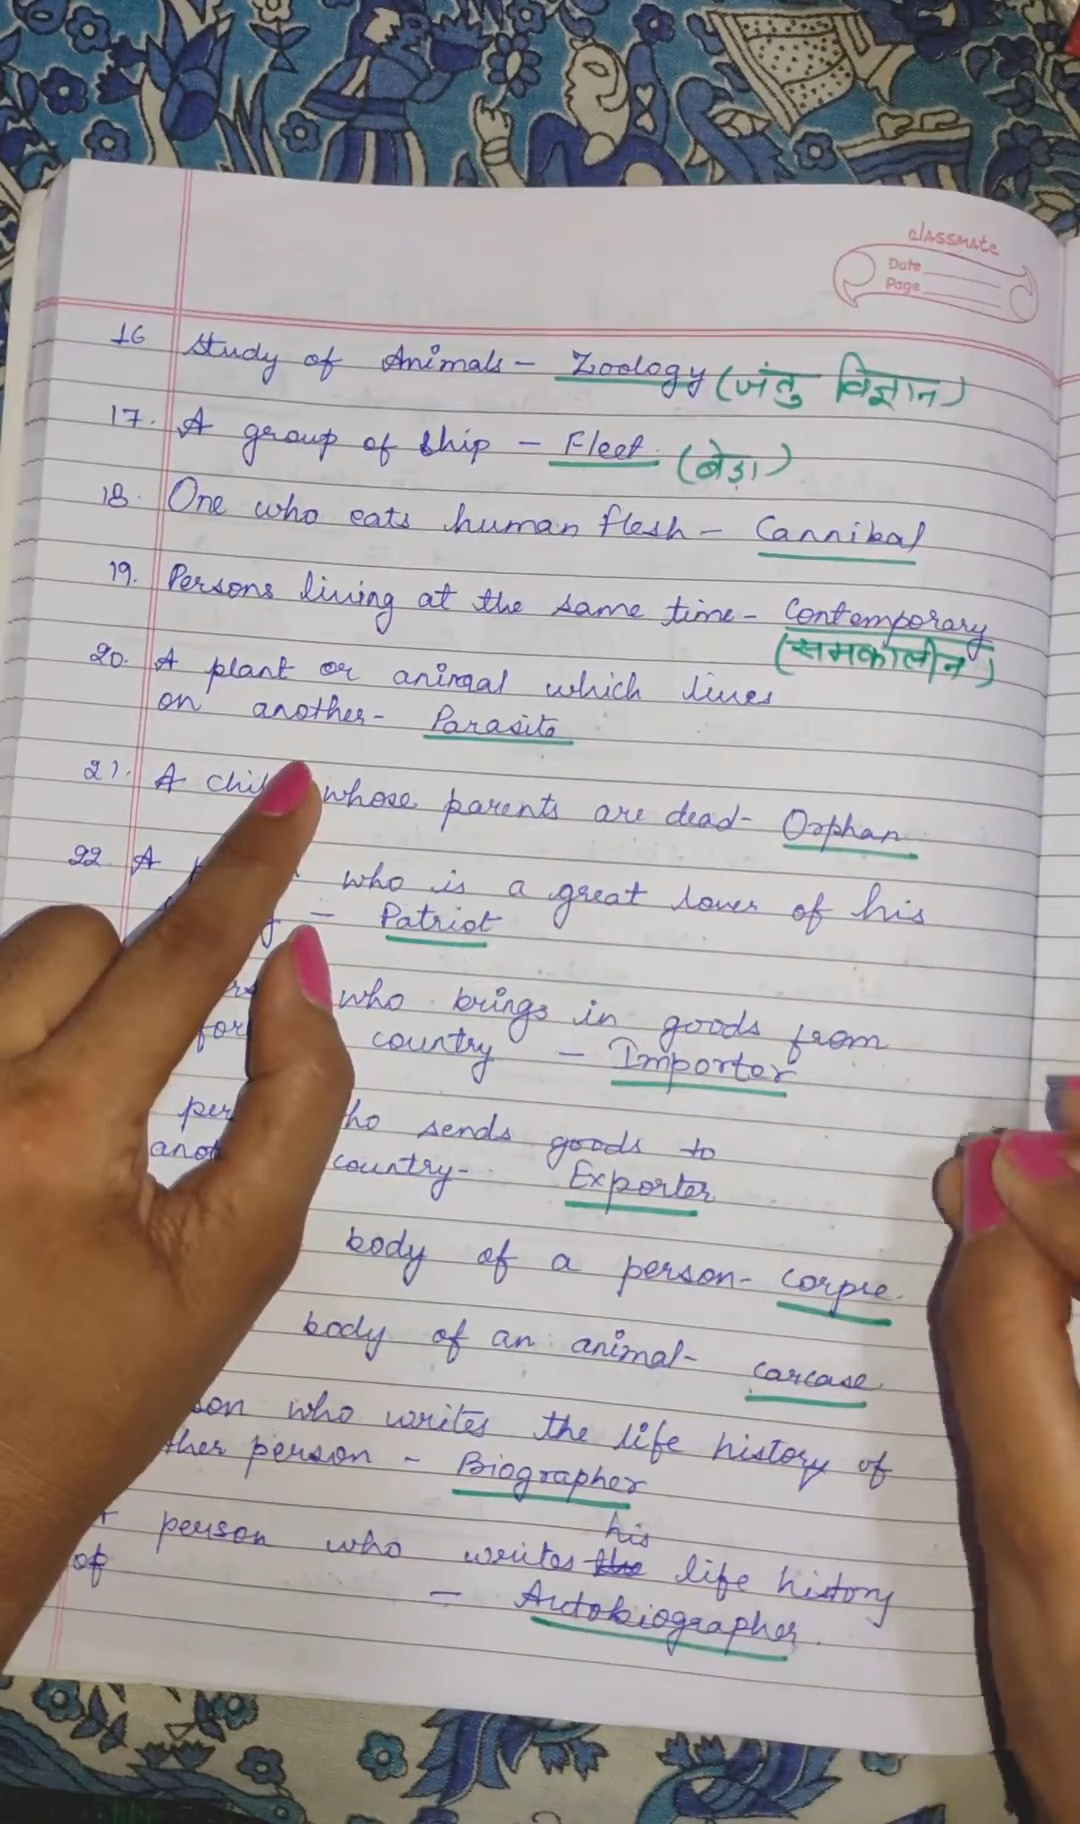 classmate
Date
Page
16 Study of Animals - Zoology (जंतु विज्ञान)
17. A group of ship - Fleet. (बेड़ा)
18. One who eats human flesh - Cannibal
19. Persons living at the same time - Contemporary
(समकालीन)
20. A plant or animal which lives
on another - Parasite
21. A whose parents are dead - Orphan
22. A who is a great lover of his
- Patriot
who brings in goods from
country - Importer
sends goods to
country - Exporter
body of a person - Corpse.
body of an animal - carcase.
who writes the life history of
person - Biographer
his
person who writes the life history
of - Autobiographer.